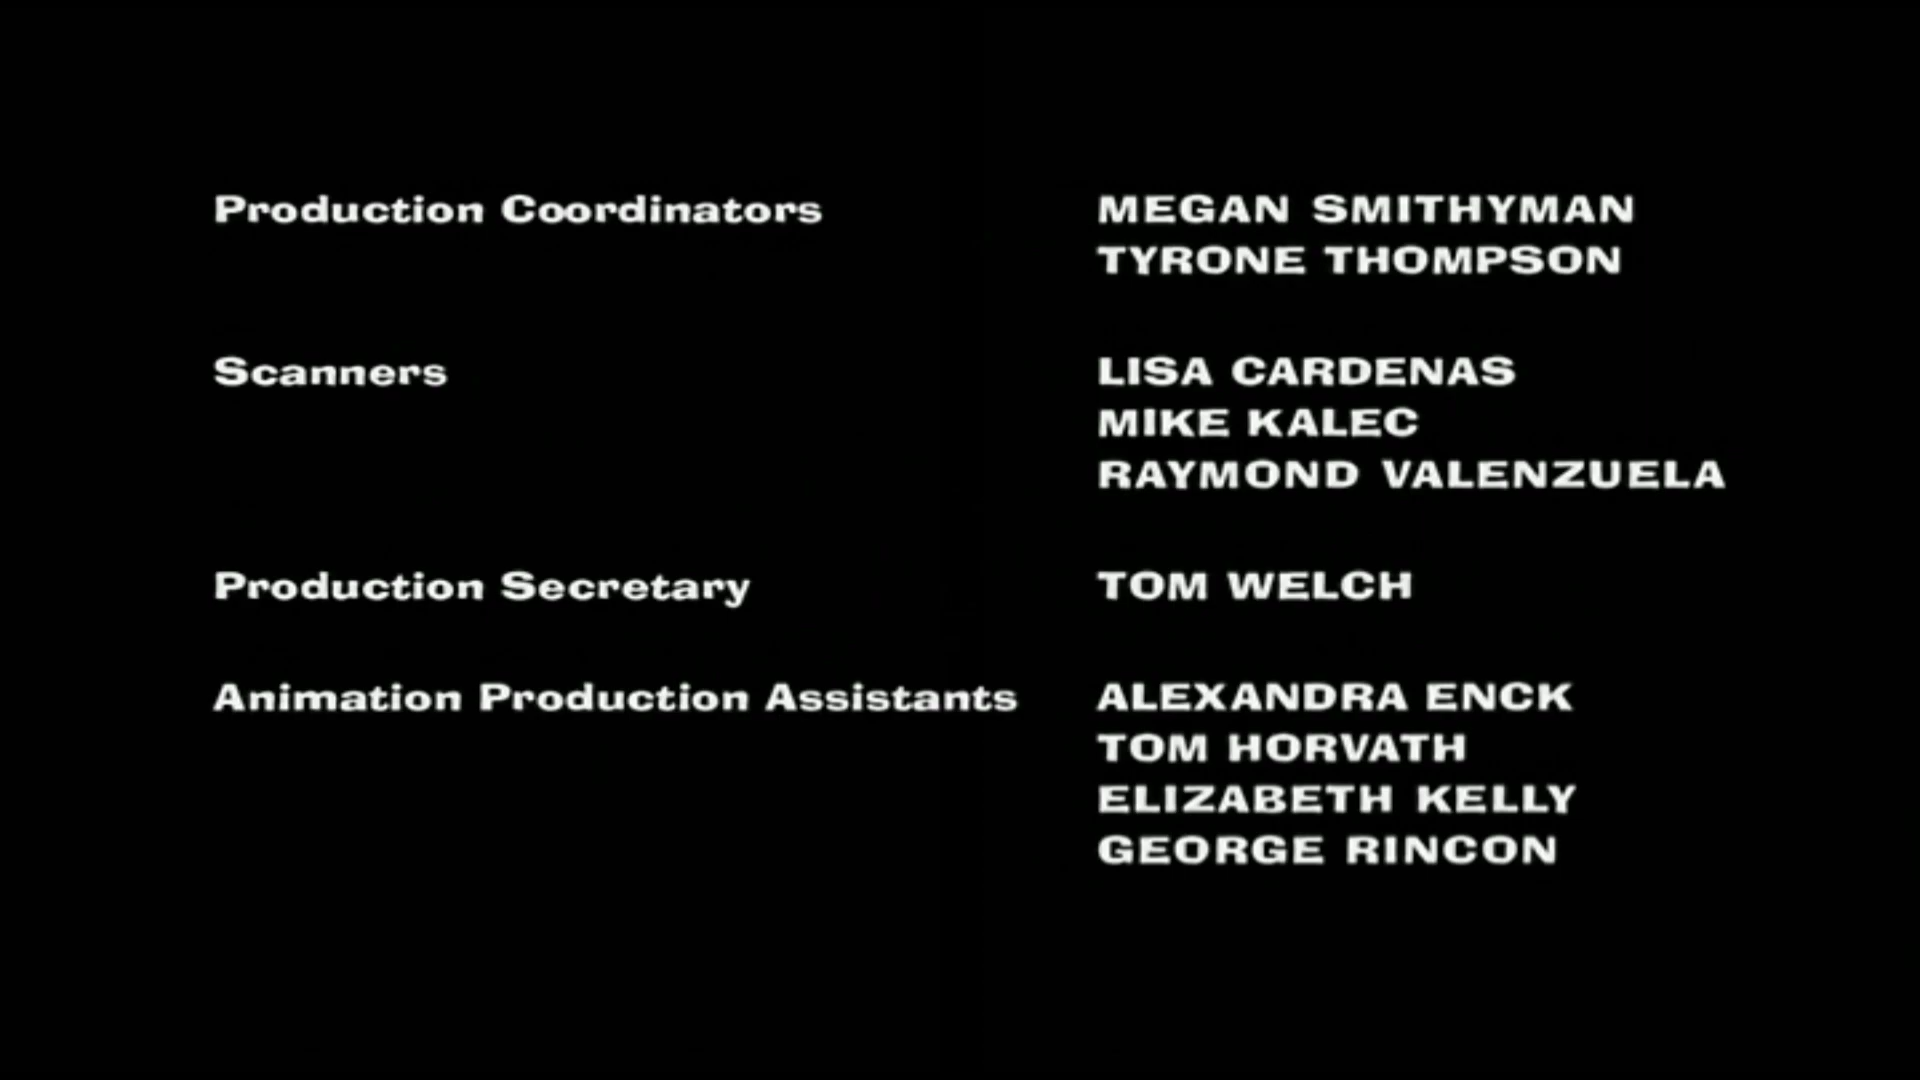 Production Coordinators MEGAN SMITHYMAN
TYRONE THOMPSON
Scanners LISA CARDENAS
MIKE KALEC
RAYMOND VALENZUELA
Production Secretary TOM WELCH
Animation Production Assistants ALEXANDRA ENCK
TOM HORVATH
ELIZABETH KELLY
GEORGE RINCON